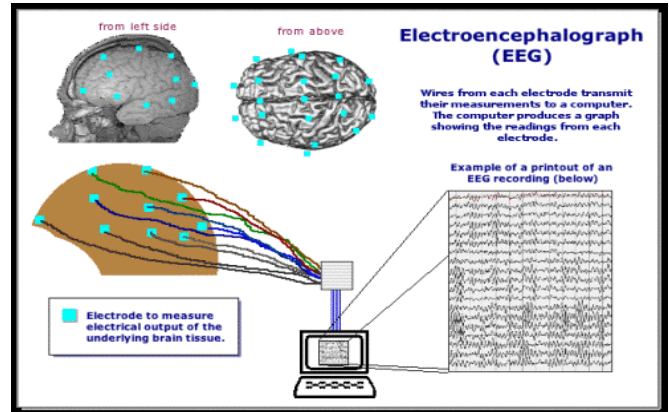 from left side
from above
Electroencephalograph
(EEG)
Wires from each electrode transmit
their measurements to a computer.
The computer produces a graph
showing the readings from each
electrode.
Example of a printout of an
EEG recording (below)
Electrode to measure
electrical output of the
underlying brain tissue.